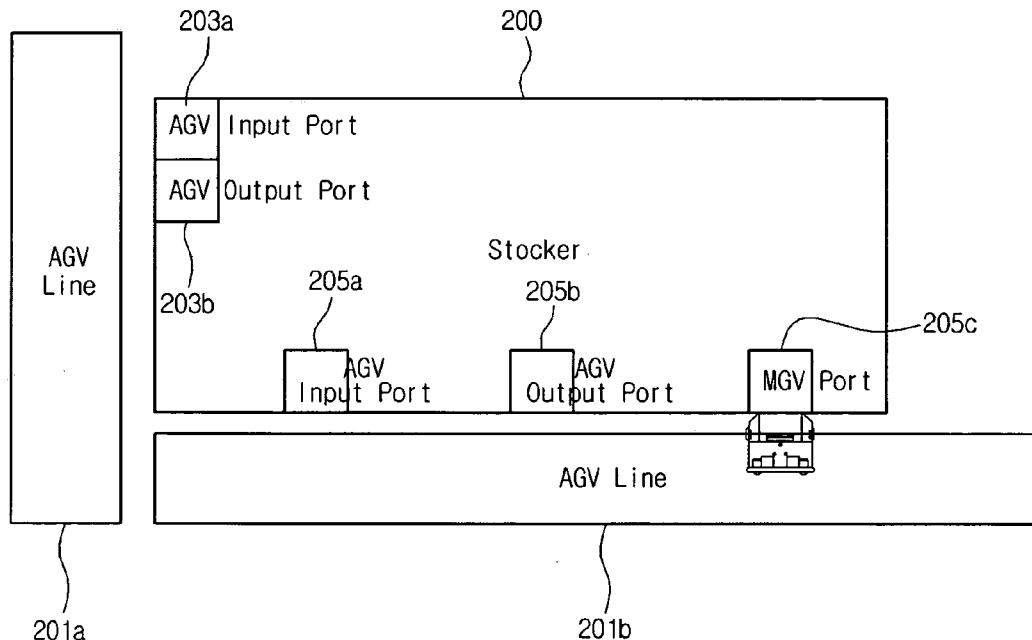 203a
200
AGV Input Port
AGV Output Port
AGV
Line
Stocker
203b
205a
205b
205c
AGV
Input Port
AGV
Output Port
MGV Port
AGV Line
201a
201b